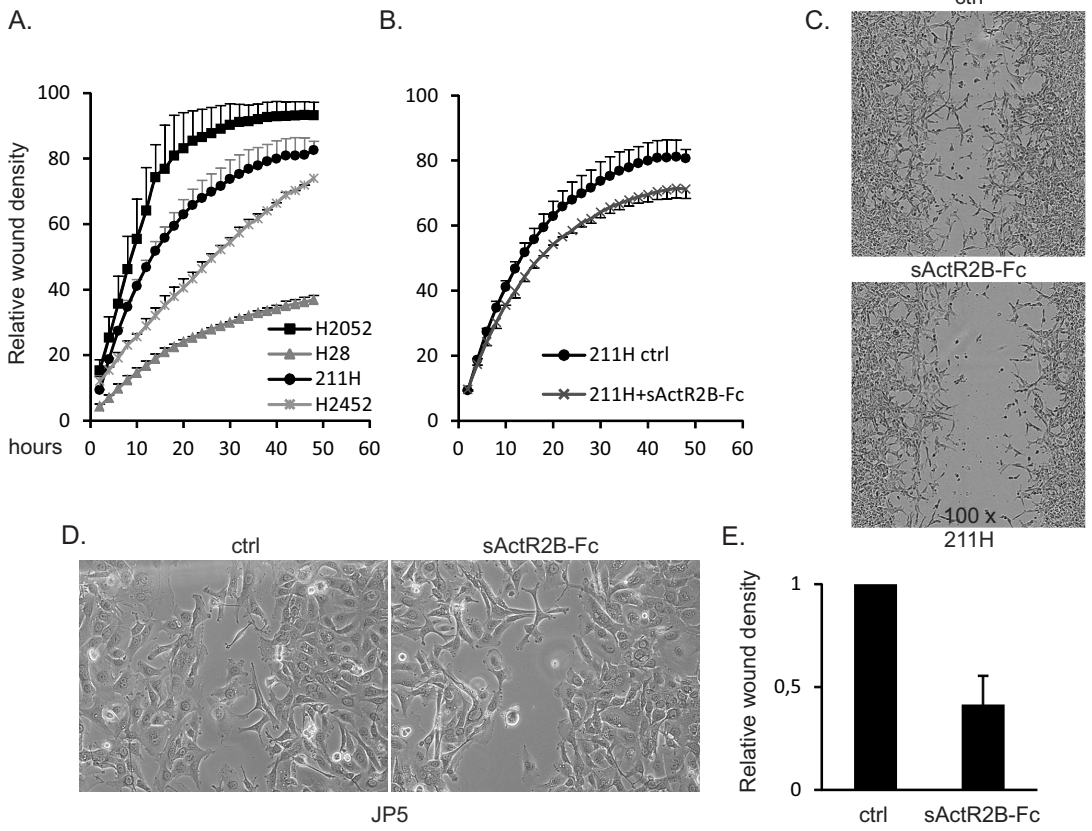 A.
B.
C.
ctrl
Relative wound density
100
80
60
40
20
0
H2052
H28
211H
H2452
hours
0 10 20 30 40 50
100
80
60
40
20
0
211H ctrl
211H+sActR2B-Fc
0 10 20 30 40 50 60
sActR2B-Fc
100 x
211H
D.
ctrl
sActR2B-Fc
JP5
E.
Relative wound density
1
0,5
0
ctrl
sActR2B-Fc